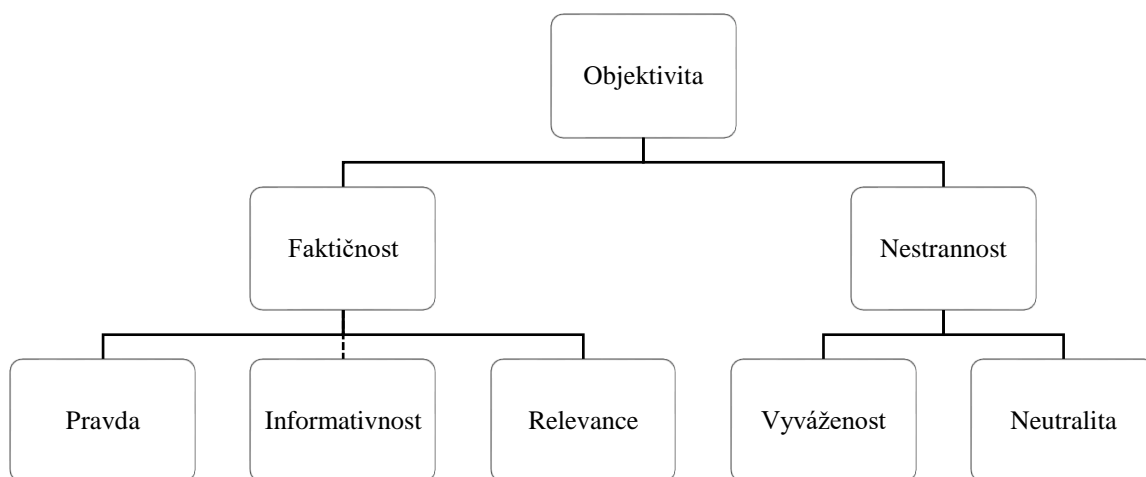 Objektivita
Faktičnost
Nestrannost
Pravda
Informativnost
Relevance
Vyváženost
Neutralita